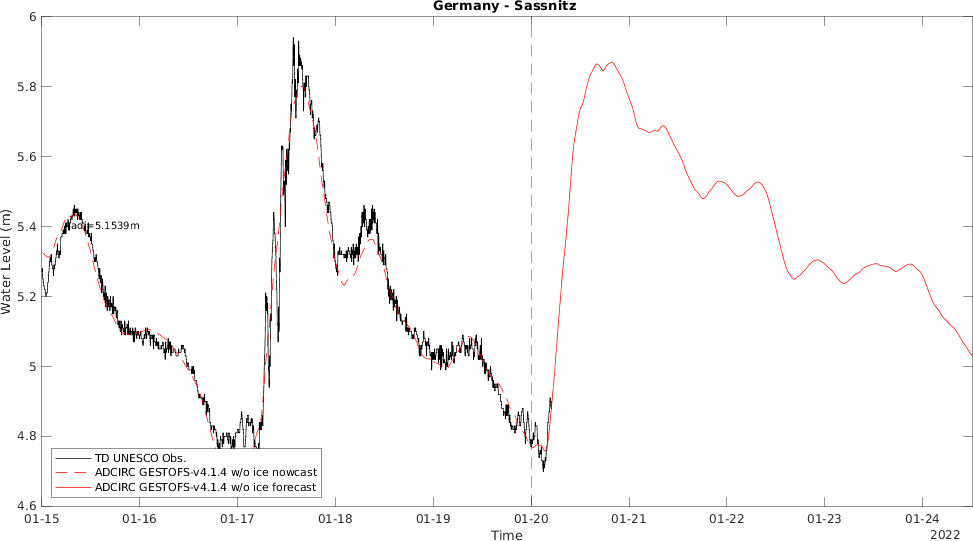 Germany - Sassnitz
6
5.8
5.6
5.4
5.2
5
4.8
4.6
Water Level (m)
adj=5.1539m
TD UNESCO Obs.
ADCIRC GESTOFS-v4.1.4 w/o ice nowcast
ADCIRC GESTOFS-v4.1.4 w/o ice forecast
01-15 01-16 01-17 01-18 01-19 01-20 01-21 01-22 01-23 01-24
Time
2022